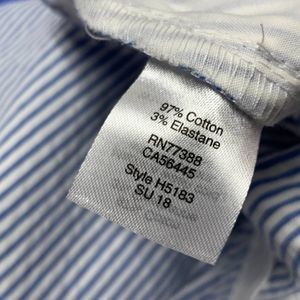 97% Cotton
3% Elastane
RN77388
CA56445
Style H5183
SU 18